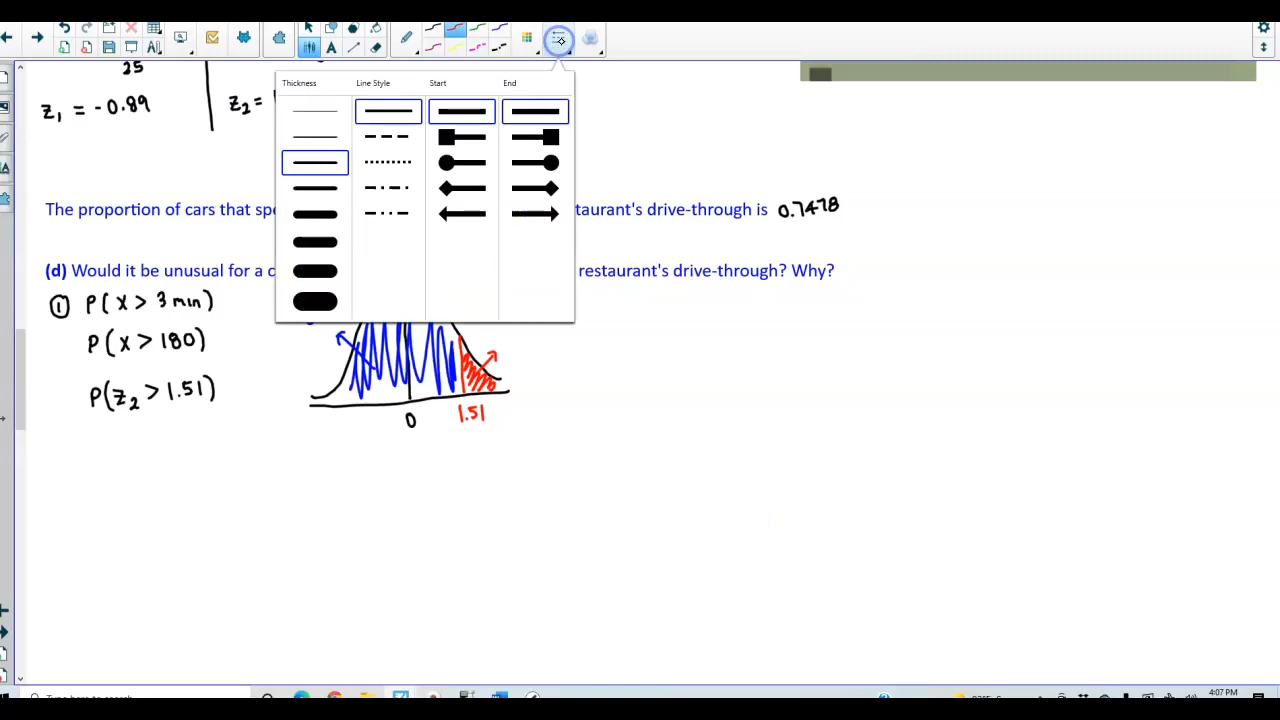 25
Z₁ = -0.89
Z₂ =
Thickness Line Style Start End
The proportion of cars that spe
taurant's drive-through is 0.7478
(d) Would it be unusual for a c
restaurant's drive-through? Why?
① P(X > 3 min)
P(X > 180)
P(Z₂ > 1.51)
0
1.51
4:07 PM